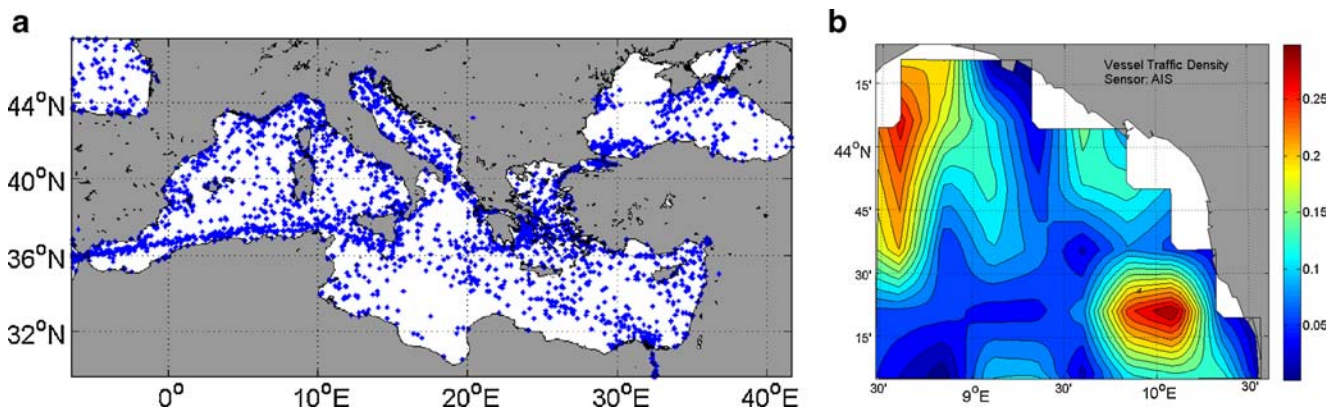 a
44°N
40°N
36°N
32°N
0°
10°E
20°E
30°E
40°E
b
Vessel Traffic Density
Sensor: AIS
15'
44°N
45'
30'
15'
30'
9°E
30'
10°E
30'
0.25
0.2
0.15
0.1
0.05